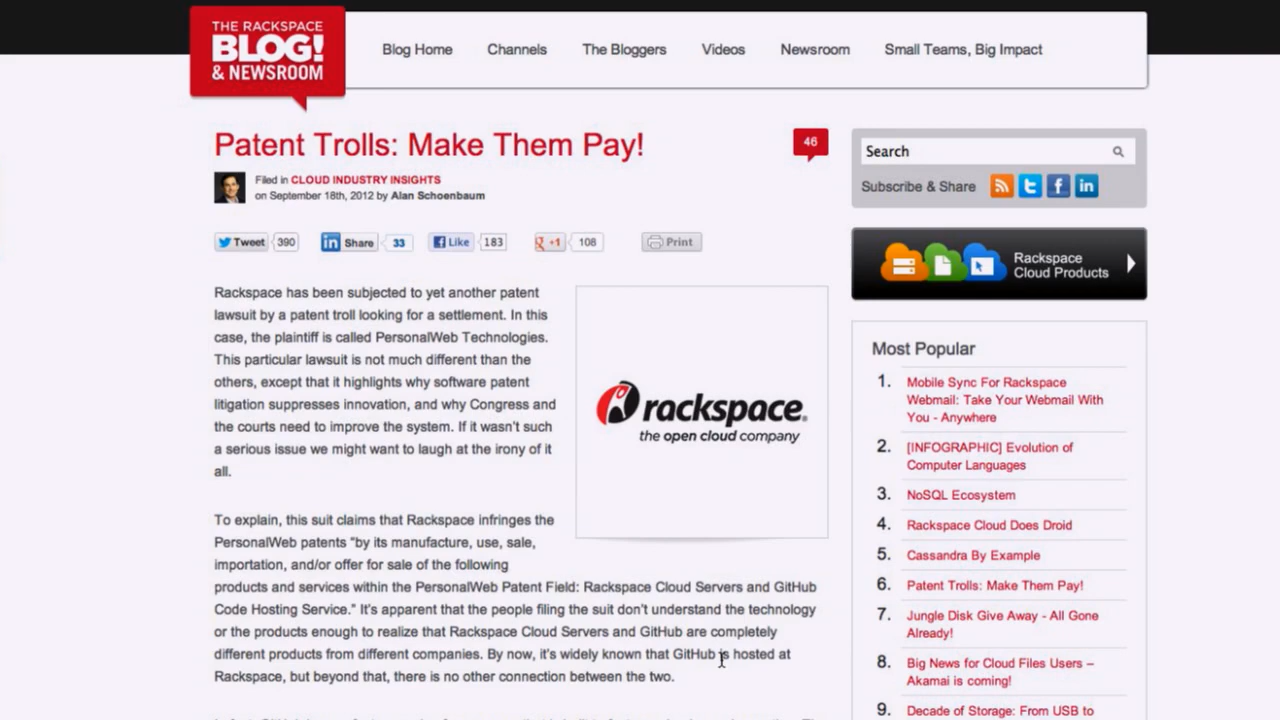 THE RACKSPACE
BLOG!
& NEWSROOM
Blog Home
Channels
The Bloggers
Videos
Newsroom
Small Teams, Big Impact
Patent Trolls: Make Them Pay!
46
Filed in CLOUD INDUSTRY INSIGHTS
on September 18th, 2012 by Alan Schoenbaum
Tweet 390
in Share 33
f Like 183
g +1 108
Print
Rackspace has been subjected to yet another patent
lawsuit by a patent troll looking for a settlement. In this
case, the plaintiff is called PersonalWeb Technologies.
This particular lawsuit is not much different than the
others, except that it highlights why software patent
litigation suppresses innovation, and why Congress and
the courts need to improve the system. If it wasn't such
a serious issue we might want to laugh at the irony of it
all.
rackspace.
the open cloud company
To explain, this suit claims that Rackspace infringes the
PersonalWeb patents “by its manufacture, use, sale,
importation, and/or offer for sale of the following
products and services within the PersonalWeb Patent Field: Rackspace Cloud Servers and GitHub
Code Hosting Service.” It's apparent that the people filing the suit don't understand the technology
or the products enough to realize that Rackspace Cloud Servers and GitHub are completely
different products from different companies. By now, it's widely known that GitHub is hosted at
Rackspace, but beyond that, there is no other connection between the two.
Search
Subscribe & Share
Rackspace
Cloud Products
Most Popular
1. Mobile Sync For Rackspace
Webmail: Take Your Webmail With
You - Anywhere
2. [INFOGRAPHIC] Evolution of
Computer Languages
3. NoSQL Ecosystem
4. Rackspace Cloud Does Droid
5. Cassandra By Example
6. Patent Trolls: Make Them Pay!
7. Jungle Disk Give Away - All Gone
Already!
8. Big News for Cloud Files Users –
Akamai is coming!
9. Decade of Storage: From USB to